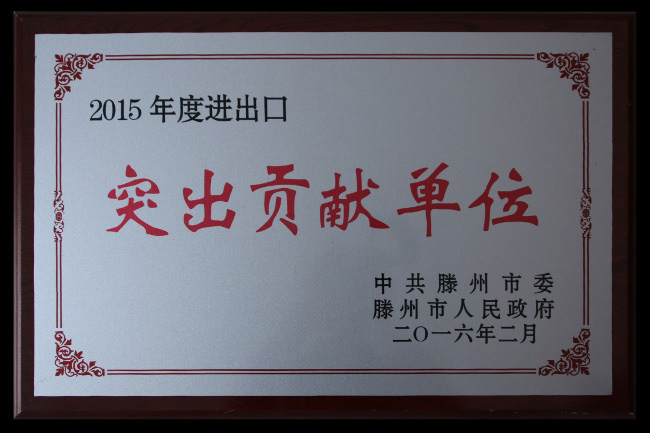 2015 年度进出口
突出贡献单位
中共滕州市委
滕州市人民政府
二〇一六年二月